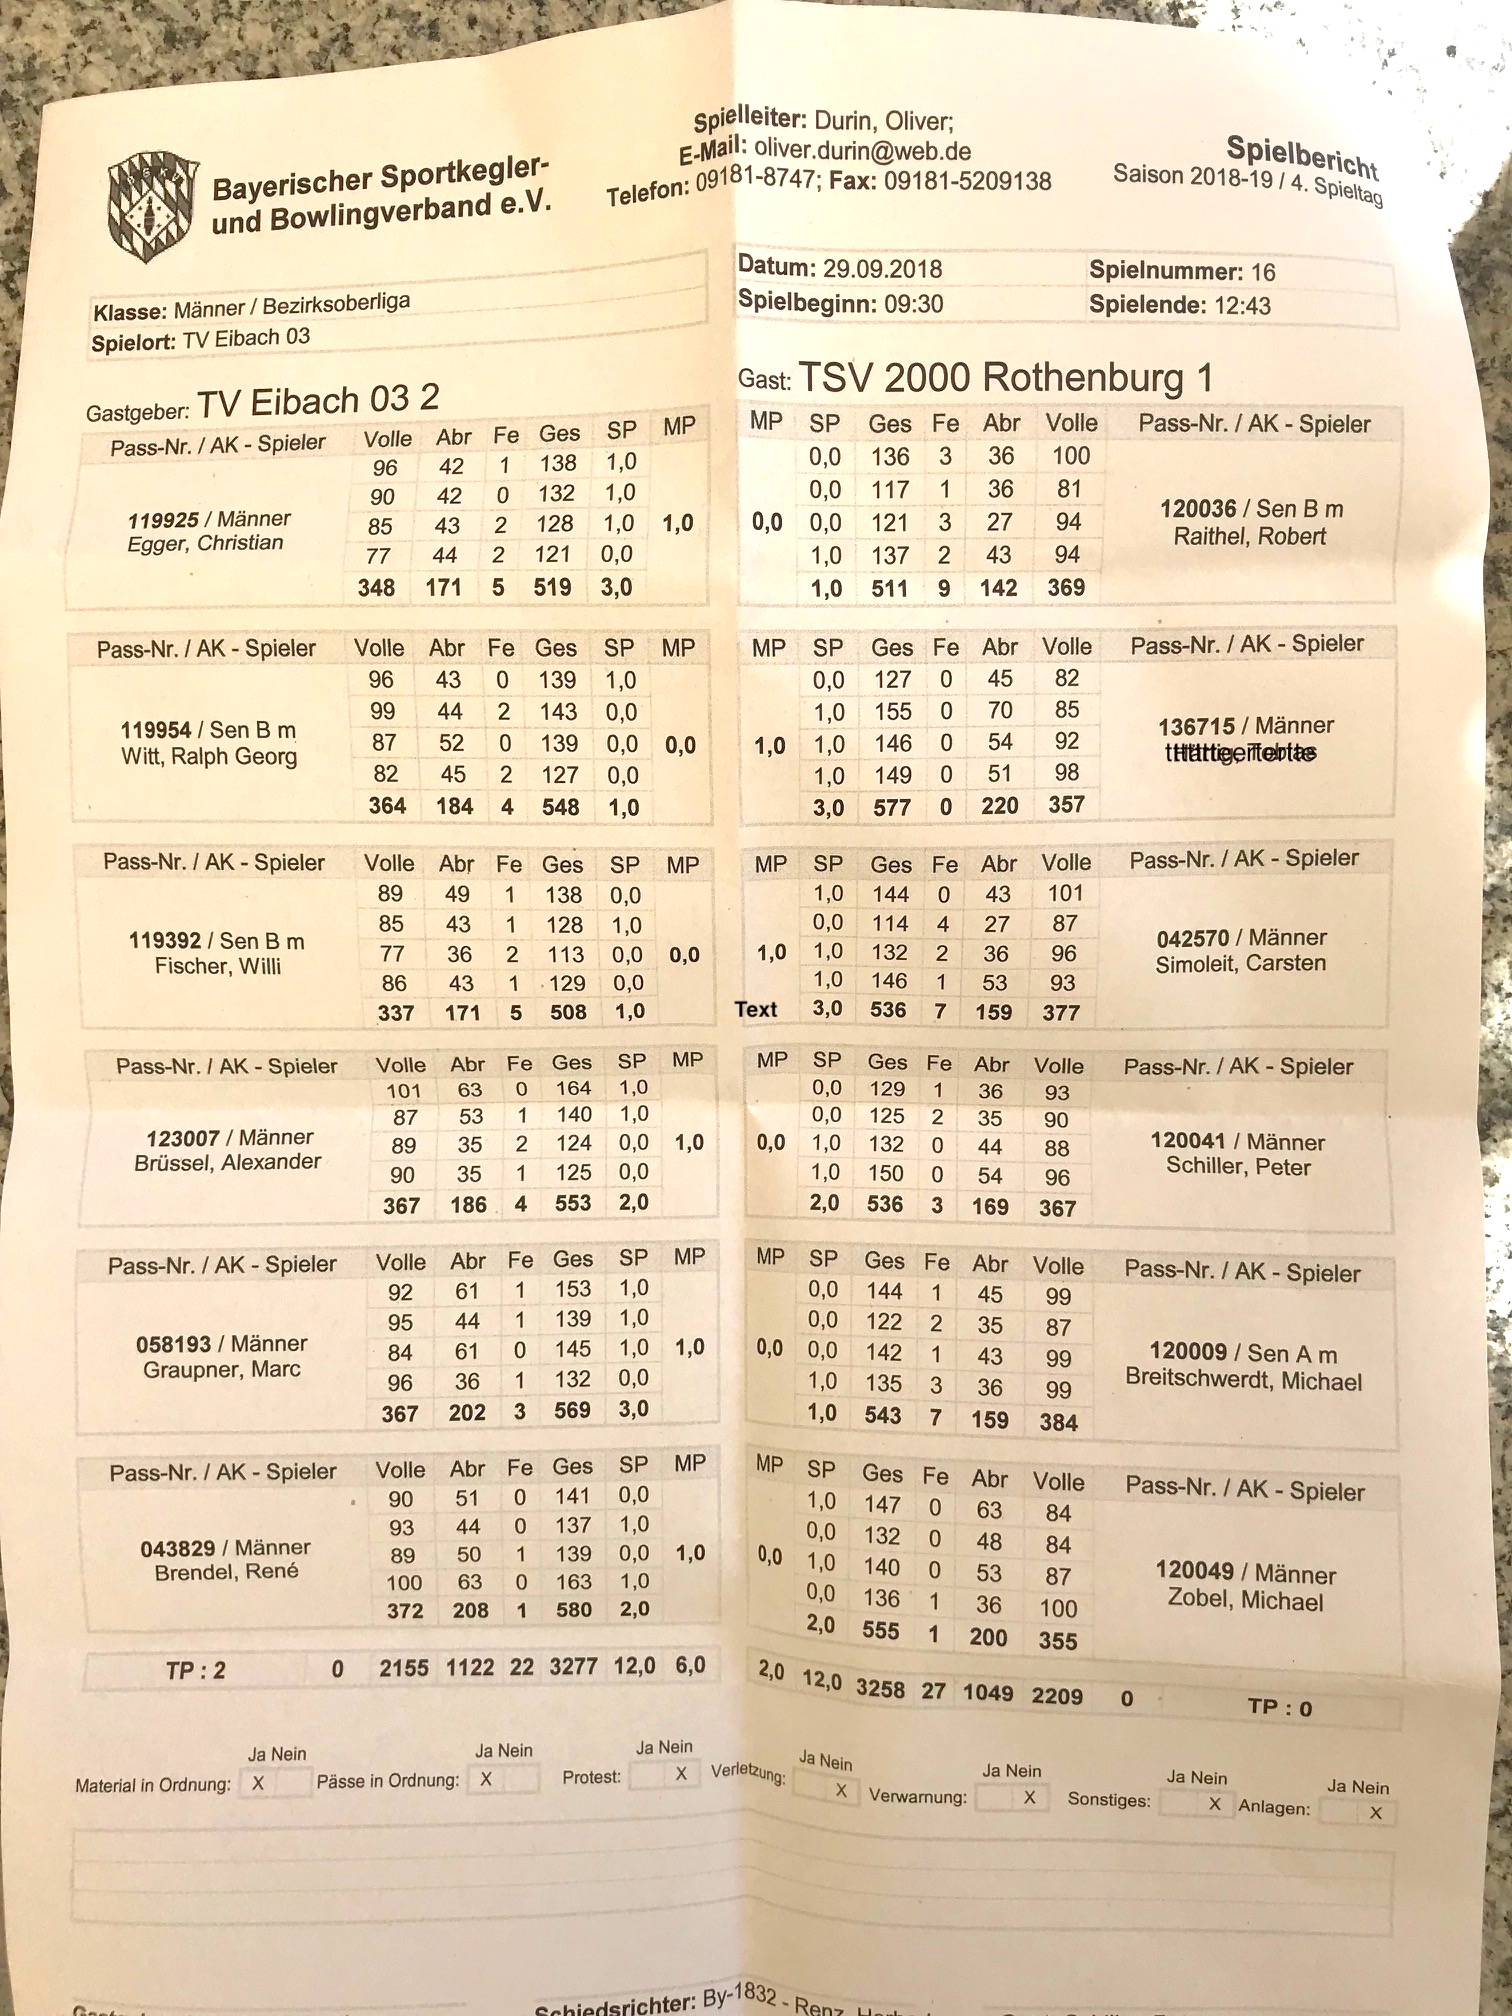 Bayerischer Sportkegler-
und Bowlingverband e.V.
Spielleiter: Durin, Oliver;
E-Mail: oliver.durin@web.de
Telefon: 09181-8747; Fax: 09181-5209138
Spielbericht
Saison 2018-19 / 4. Spieltag
Klasse: Männer / Bezirksoberliga
Spielort: TV Eibach 03
Datum: 29.09.2018 Spielnummer: 16
Spielbeginn: 09:30 Spielende: 12:43
Gastgeber: TV Eibach 03 2
Gast: TSV 2000 Rothenburg 1
Pass-Nr. / AK - Spieler Volle Abr Fe Ges SP MP MP SP Ges Fe Abr Volle Pass-Nr. / AK - Spieler
96 42 1 138 1,0 0,0 136 3 36 100
90 42 0 132 1,0 0,0 117 1 36 81
119925 / Männer 85 43 2 128 1,0 1,0 0,0 0,0 121 3 27 94 120036 / Sen B m
Egger, Christian 77 44 2 121 0,0 1,0 137 2 43 94 Raithel, Robert
348 171 5 519 3,0 1,0 511 9 142 369
Pass-Nr. / AK - Spieler Volle Abr Fe Ges SP MP MP SP Ges Fe Abr Volle Pass-Nr. / AK - Spieler
96 43 0 139 1,0 0,0 127 0 45 82
99 44 2 143 0,0 1,0 155 0 70 85
119954 / Sen B m 87 52 0 139 0,0 0,0 1,0 1,0 146 0 54 92 136715 / Männer
Witt, Ralph Georg 82 45 2 127 0,0 1,0 149 0 51 98
364 184 4 548 1,0 3,0 577 0 220 357
Pass-Nr. / AK - Spieler Volle Abr Fe Ges SP MP MP SP Ges Fe Abr Volle Pass-Nr. / AK - Spieler
89 49 1 138 0,0 1,0 144 0 43 101
85 43 1 128 1,0 0,0 114 4 27 87
119392 / Sen B m 77 36 2 113 0,0 0,0 1,0 1,0 132 2 36 96 042570 / Männer
Fischer, Willi 86 43 1 129 0,0 1,0 146 1 53 93 Simoleit, Carsten
337 171 5 508 1,0 Text 3,0 536 7 159 377
Pass-Nr. / AK - Spieler Volle Abr Fe Ges SP MP MP SP Ges Fe Abr Volle Pass-Nr. / AK - Spieler
101 63 0 164 1,0 0,0 129 1 36 93
87 53 1 140 1,0 0,0 125 2 35 90
123007 / Männer 89 35 2 124 0,0 1,0 0,0 1,0 132 0 44 88 120041 / Männer
Brüssel, Alexander 90 35 1 125 0,0 1,0 150 0 54 96 Schiller, Peter
367 186 4 553 2,0 2,0 536 3 169 367
Pass-Nr. / AK - Spieler Volle Abr Fe Ges SP MP MP SP Ges Fe Abr Volle Pass-Nr. / AK - Spieler
92 61 1 153 1,0 0,0 144 1 45 99
95 44 1 139 1,0 0,0 122 2 35 87
058193 / Männer 84 61 0 145 1,0 1,0 0,0 0,0 142 1 43 99 120009 / Sen A m
Graupner, Marc 96 36 1 132 0,0 1,0 135 3 36 99 Breitschwerdt, Michael
367 202 3 569 3,0 1,0 543 7 159 384
Pass-Nr. / AK - Spieler Volle Abr Fe Ges SP MP MP SP Ges Fe Abr Volle Pass-Nr. / AK - Spieler
90 51 0 141 0,0 1,0 147 0 63 84
93 44 0 137 1,0 0,0 132 0 48 84
043829 / Männer 89 50 1 139 0,0 1,0 0,0 1,0 140 0 53 87 120049 / Männer
Brendel, René 100 63 0 163 1,0 0,0 136 1 36 100 Zobel, Michael
372 208 1 580 2,0 2,0 555 1 200 355
TP : 2 0 2155 1122 22 3277 12,0 6,0 2,0 12,0 3258 27 1049 2209 0 TP : 0
Ja Nein Ja Nein Ja Nein Ja Nein Ja Nein Ja Nein Ja Nein
Material in Ordnung: X Pässe in Ordnung: X Protest: X Verletzung: X Verwarnung: X Sonstiges: X Anlagen: X
Schiedsrichter: By-1832 - Renz,